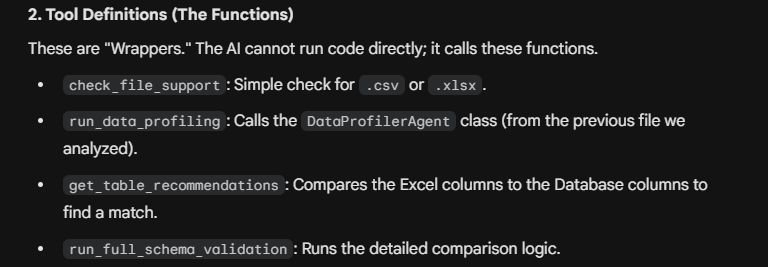 2. Tool Definitions (The Functions)
These are "Wrappers." The AI cannot run code directly; it calls these functions.
• check_file_support: Simple check for .csv or .xlsx.
• run_data_profiling: Calls the DataProfilerAgent class (from the previous file we
analyzed).
• get_table_recommendations: Compares the Excel columns to the Database columns to
find a match.
• run_full_schema_validation: Runs the detailed comparison logic.